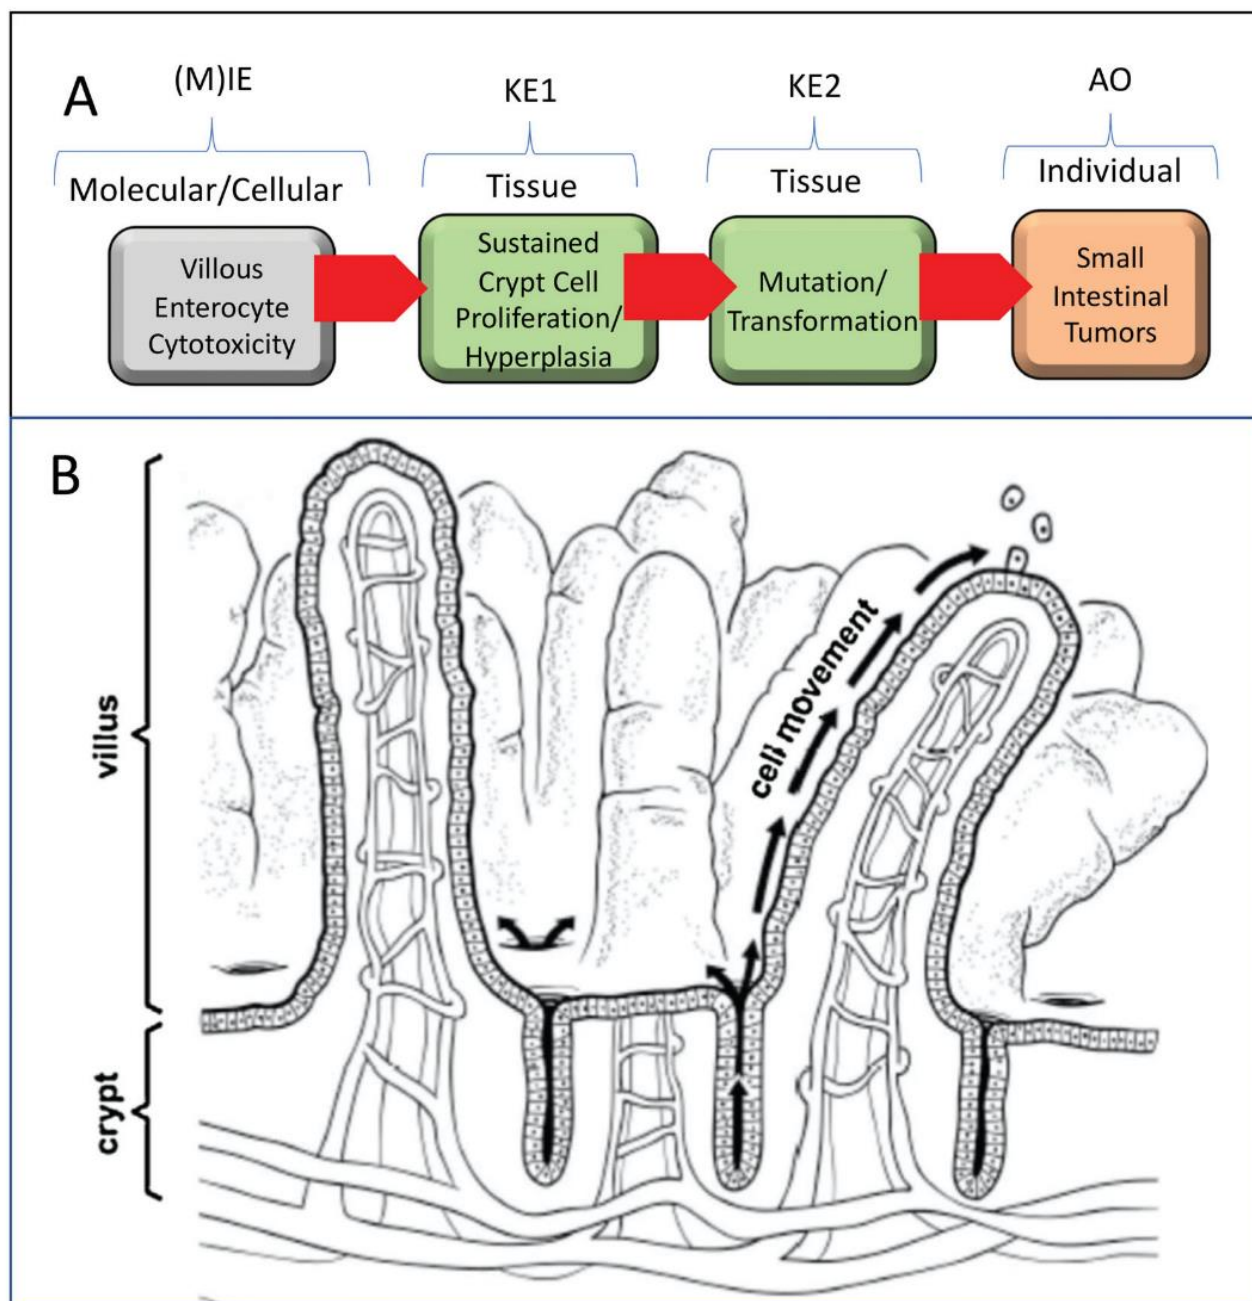 A
(M)IE
KE1
KE2
AO
Molecular/Cellular
Tissue
Tissue
Individual
Villous
Enterocyte
Cytotoxicity
Sustained
Crypt Cell
Proliferation/
Hyperplasia
Mutation/
Transformation
Small
Intestinal
Tumors
B
villus
crypt
cell movement